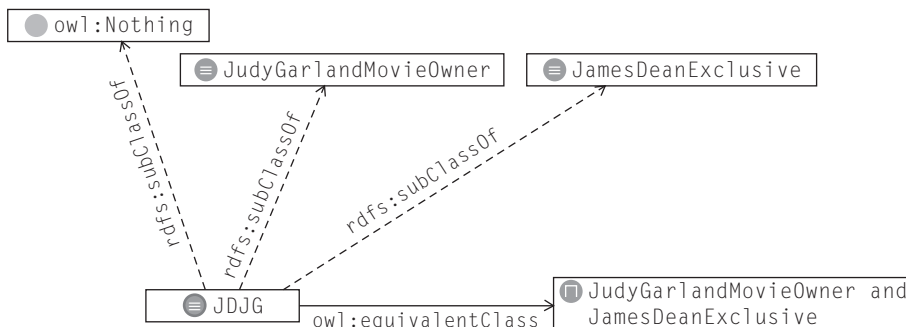 owl:Nothing
JudyGarlandMovieOwner
JamesDeanExclusive
rdfs:subClassOf
rdfs:subClassOf
rdfs:subClassOf
JDJG
owl:equivalentClass
JudyGarlandMovieOwner and
JamesDeanExclusive